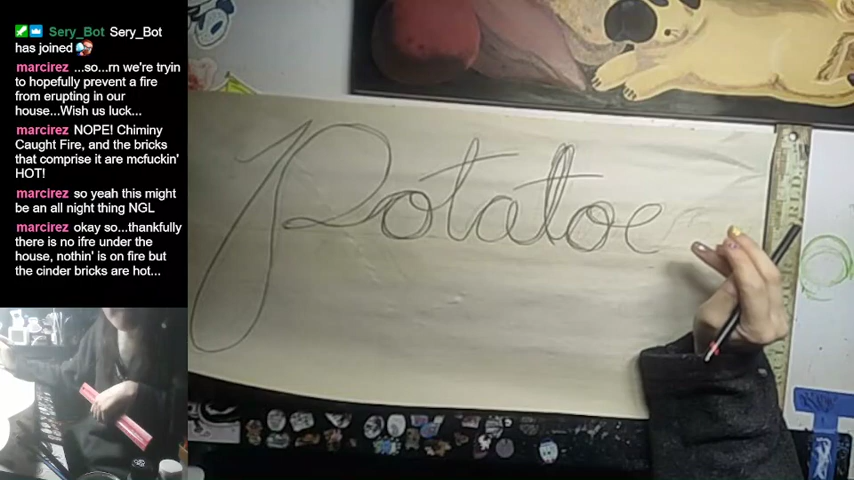 Sery_Bot Sery_Bot
has joined
marcirez ...so...rn we're tryin
to hopefully prevent a fire
from erupting in our
house...Wish us luck...
marcirez NOPE! Chiminy
Caught Fire, and the bricks
that comprise it are mcfuckin'
HOT!
marcirez so yeah this might
be an all night thing NGL
marcirez okay so...thankfully
there is no ifre under the
house, nothin' is on fire but
the cinder bricks are hot...
Potatoe